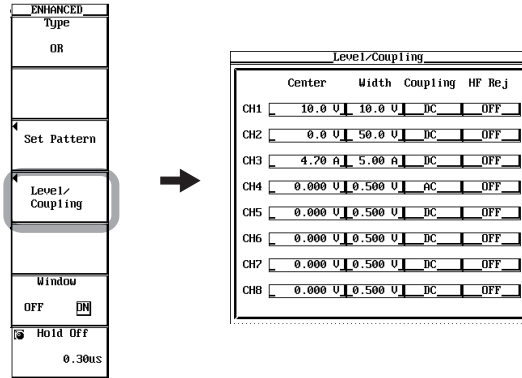 ENHANCED
Type
OR
Set Pattern
Level/
Coupling
Window
OFF ON
Hold Off
0.30us
Level/Coupling
Center Width Coupling HF Rej
CH1 10.0 V 10.0 V DC OFF
CH2 0.0 V 50.0 V DC OFF
CH3 4.70 A 5.00 A DC OFF
CH4 0.000 V 0.500 V AC OFF
CH5 0.000 V 0.500 V DC OFF
CH6 0.000 V 0.500 V DC OFF
CH7 0.000 V 0.500 V DC OFF
CH8 0.000 V 0.500 V DC OFF